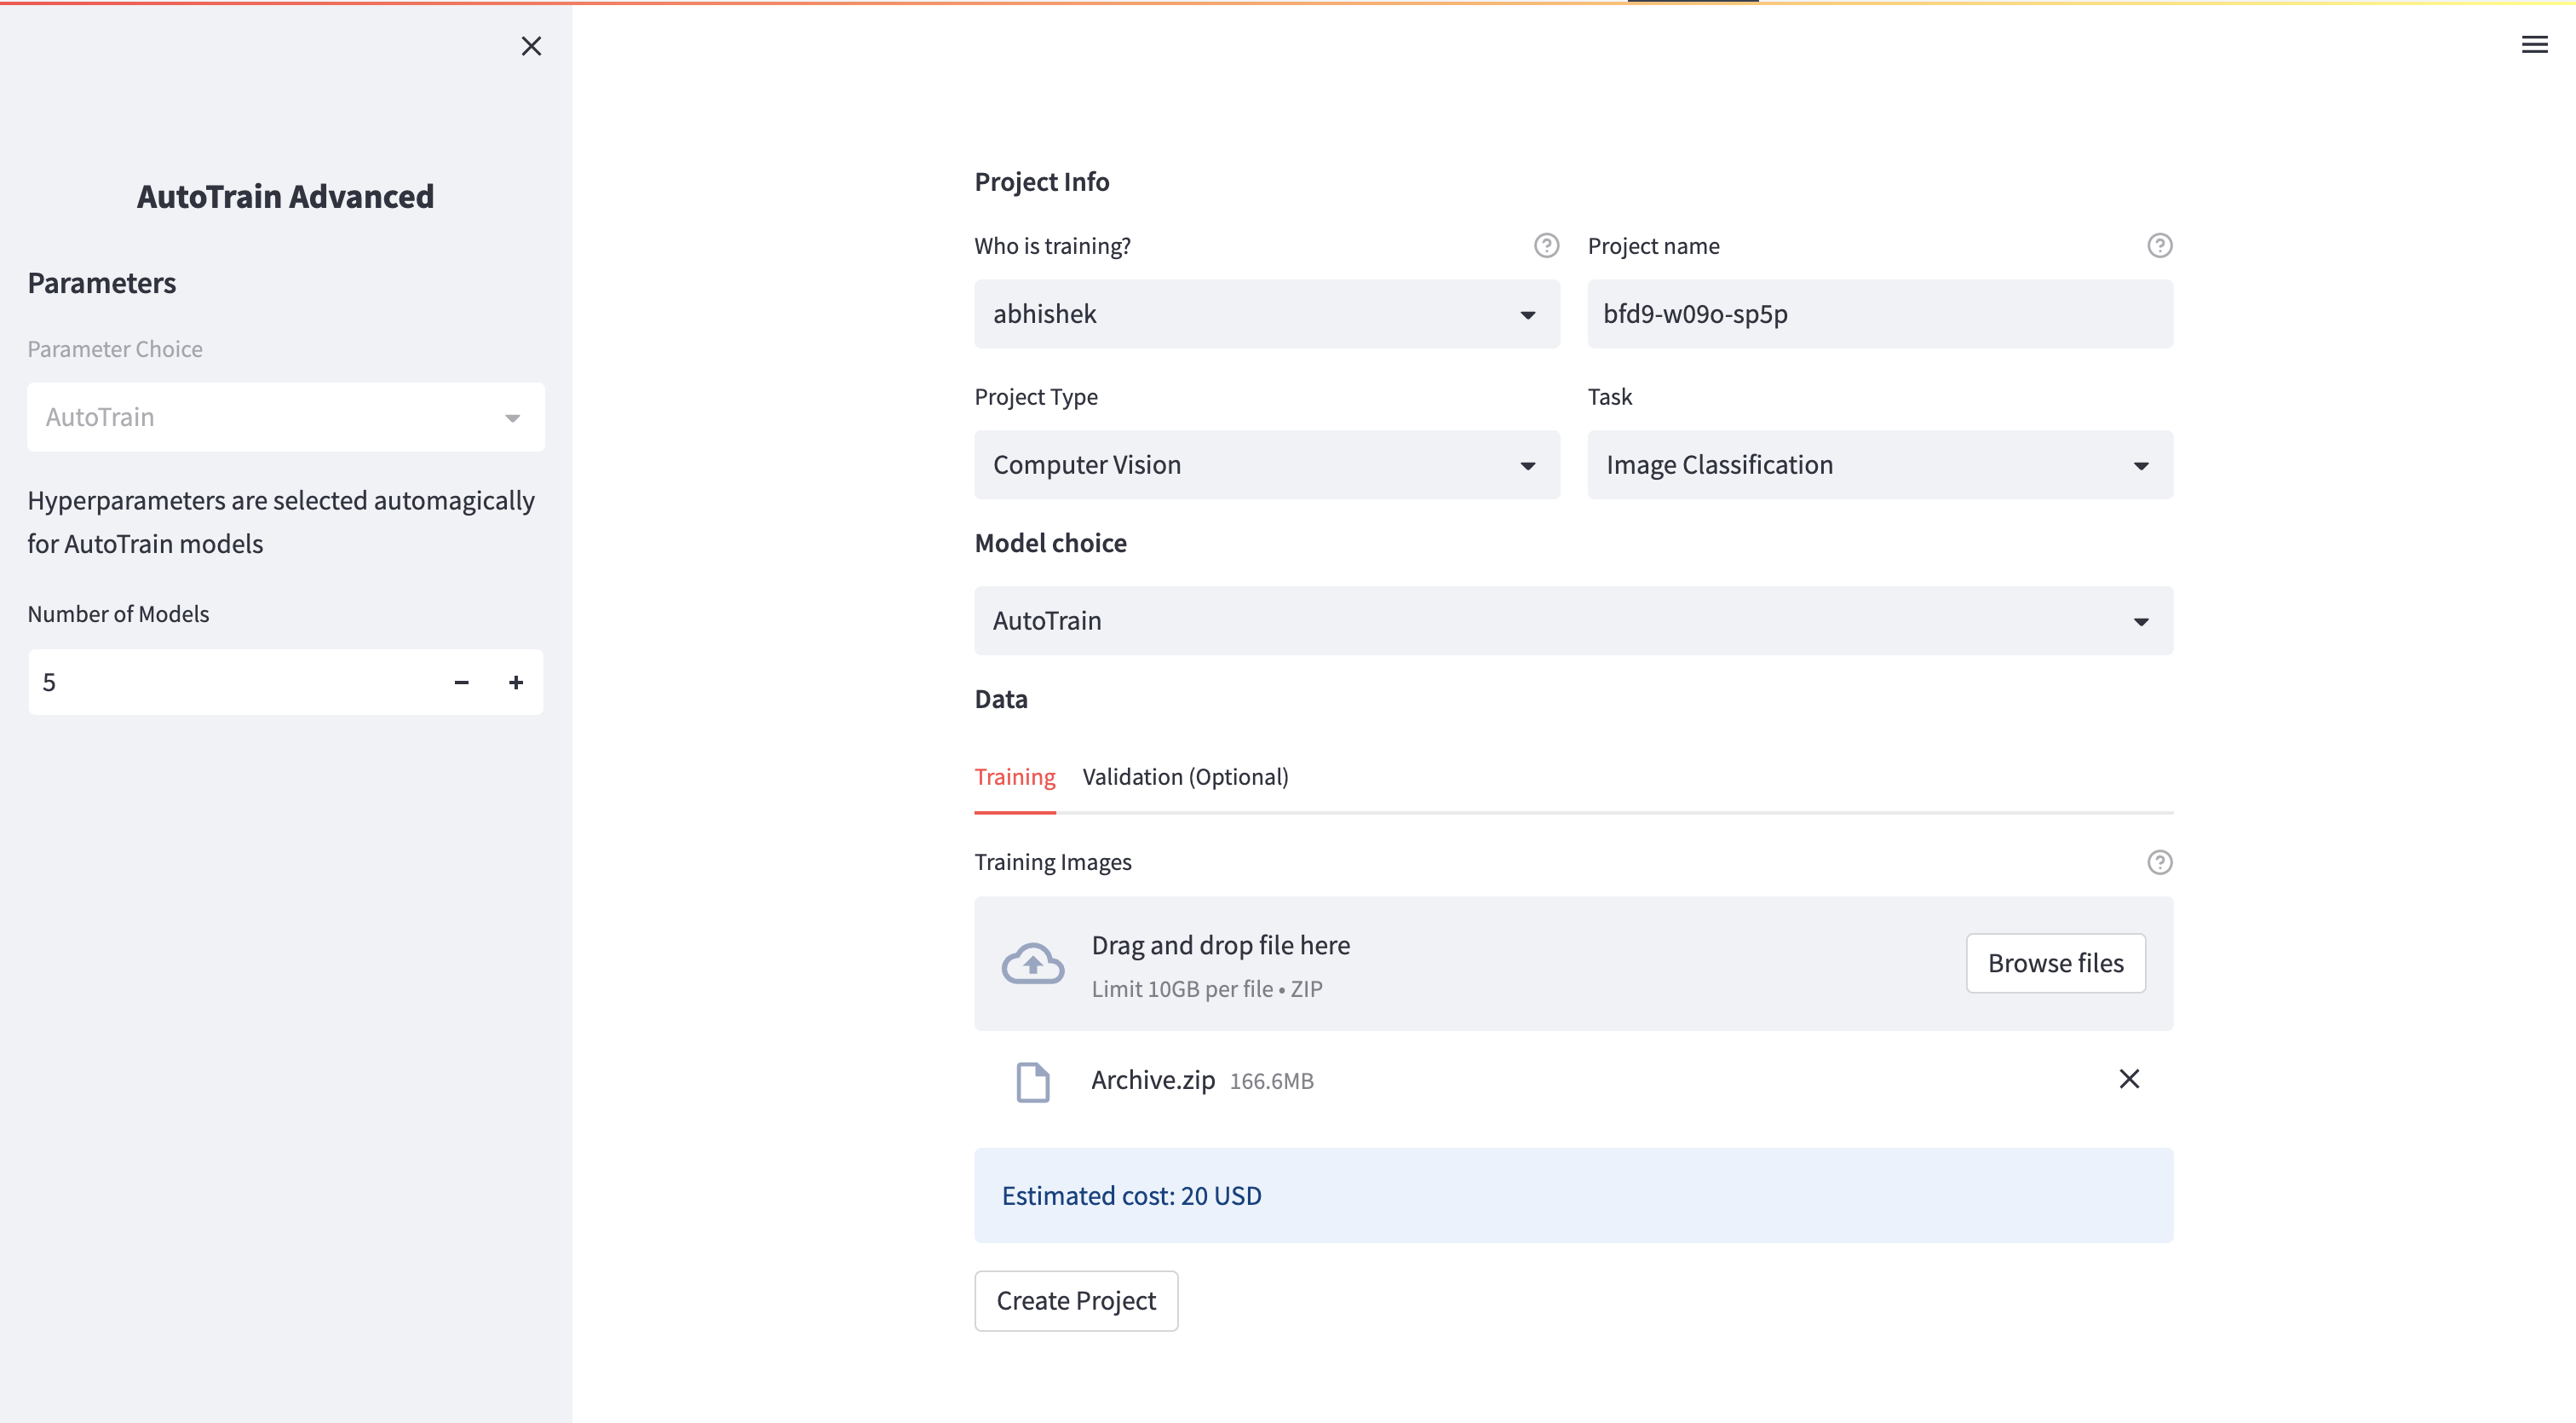 AutoTrain Advanced
Parameters
Parameter Choice
AutoTrain
Hyperparameters are selected automagically
for AutoTrain models
Number of Models
5
Project Info
Who is training?
Project name
abhishek
bfd9-w09o-sp5p
Project Type
Task
Computer Vision
Image Classification
Model choice
AutoTrain
Data
Training
Validation (Optional)
Training Images
Drag and drop file here
Limit 10GB per file • ZIP
Browse files
Archive.zip 166.6MB
Estimated cost: 20 USD
Create Project